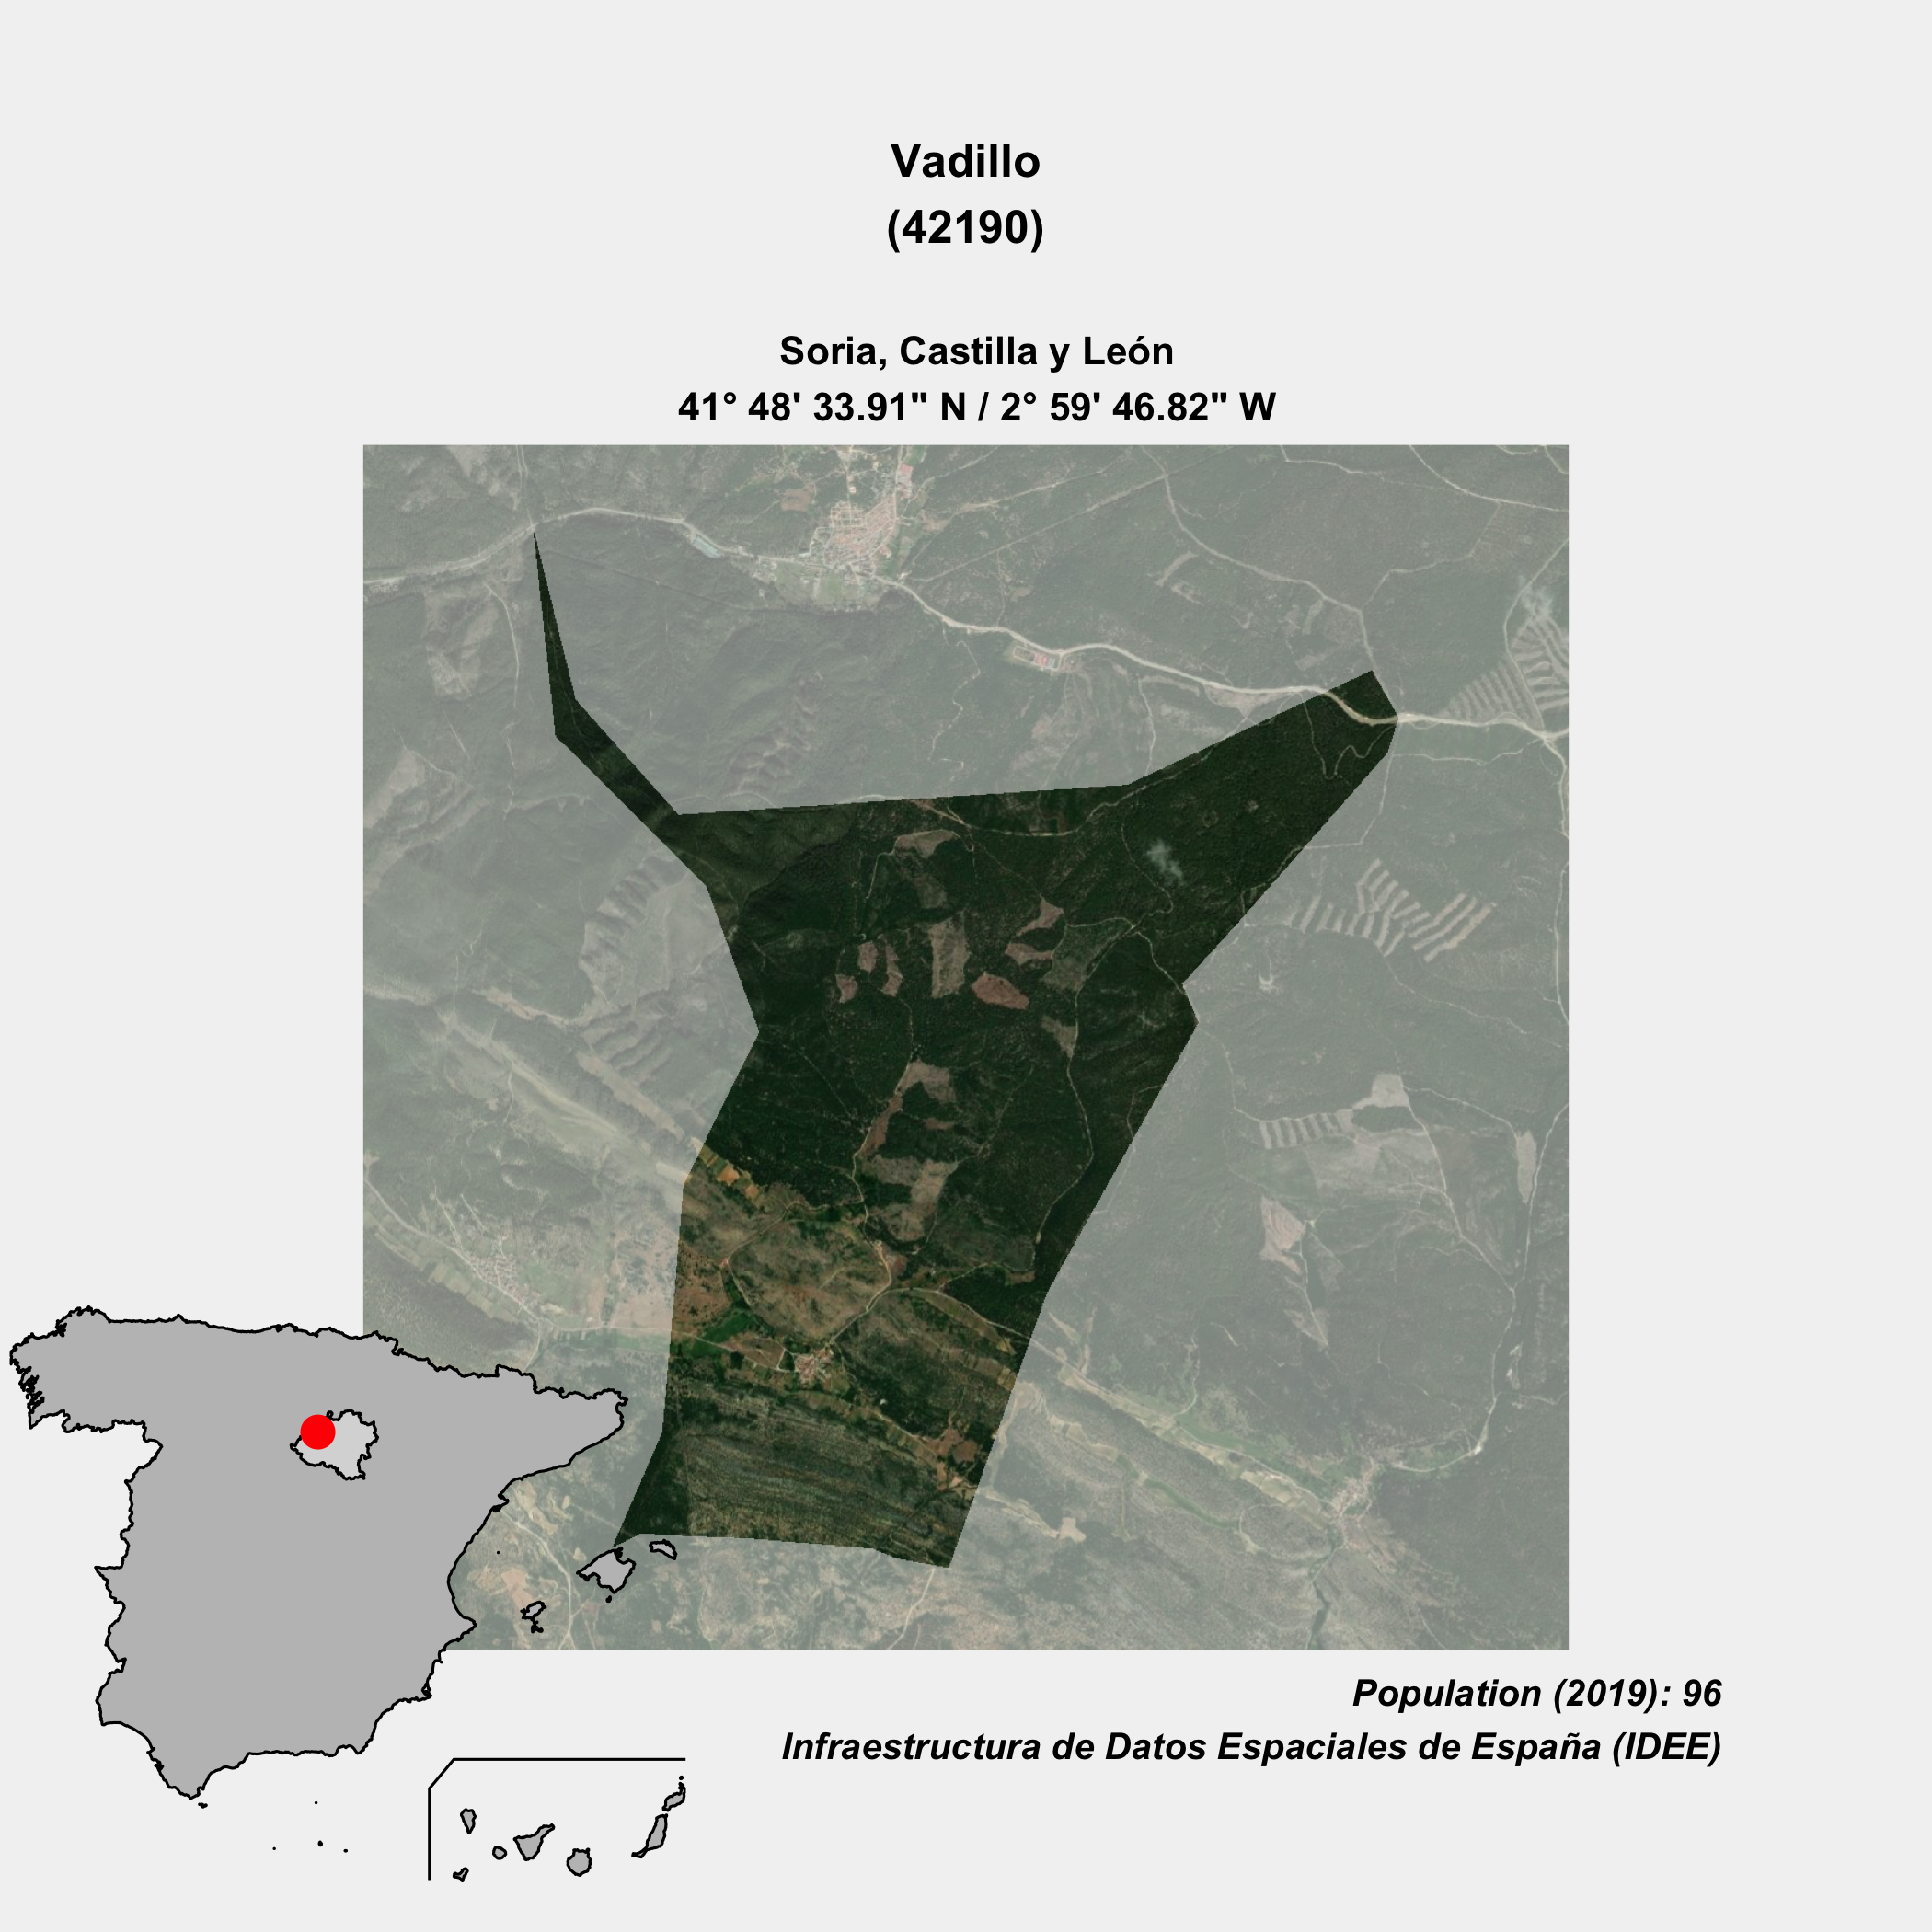 Vadillo
(42190)
Soria, Castilla y León
41° 48' 33.91" N / 2° 59' 46.82" W
Population (2019): 96
Infraestructura de Datos Espaciales de España (IDEE)